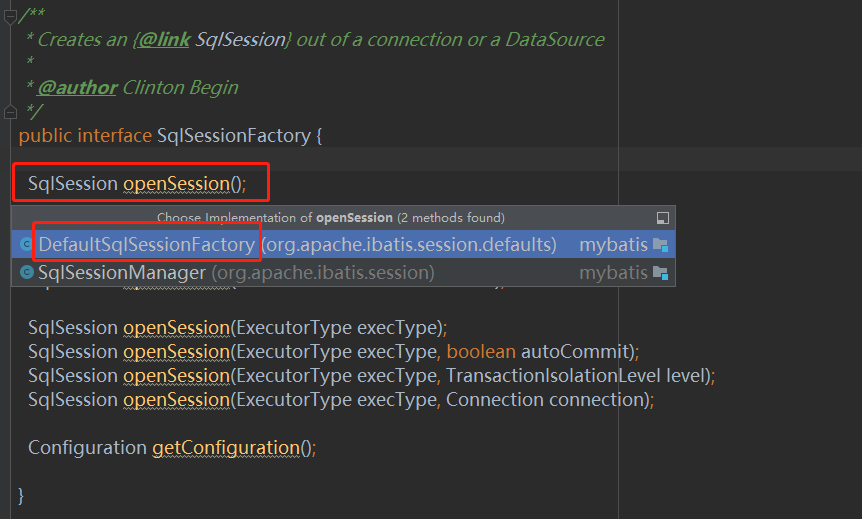 /**
* Creates an {@link SqlSession} out of a connection or a DataSource
*
* @author Clinton Begin
*/
public interface SqlSessionFactory {
SqlSession openSession();
Choose Implementation of openSession (2 methods found)
DefaultSqlSessionFactory (org.apache.ibatis.session.defaults) mybatis
SqlSessionManager (org.apache.ibatis.session) mybatis
SqlSession openSession(ExecutorType execType);
SqlSession openSession(ExecutorType execType, boolean autoCommit);
SqlSession openSession(ExecutorType execType, TransactionIsolationLevel level);
SqlSession openSession(ExecutorType execType, Connection connection);
Configuration getConfiguration();
}